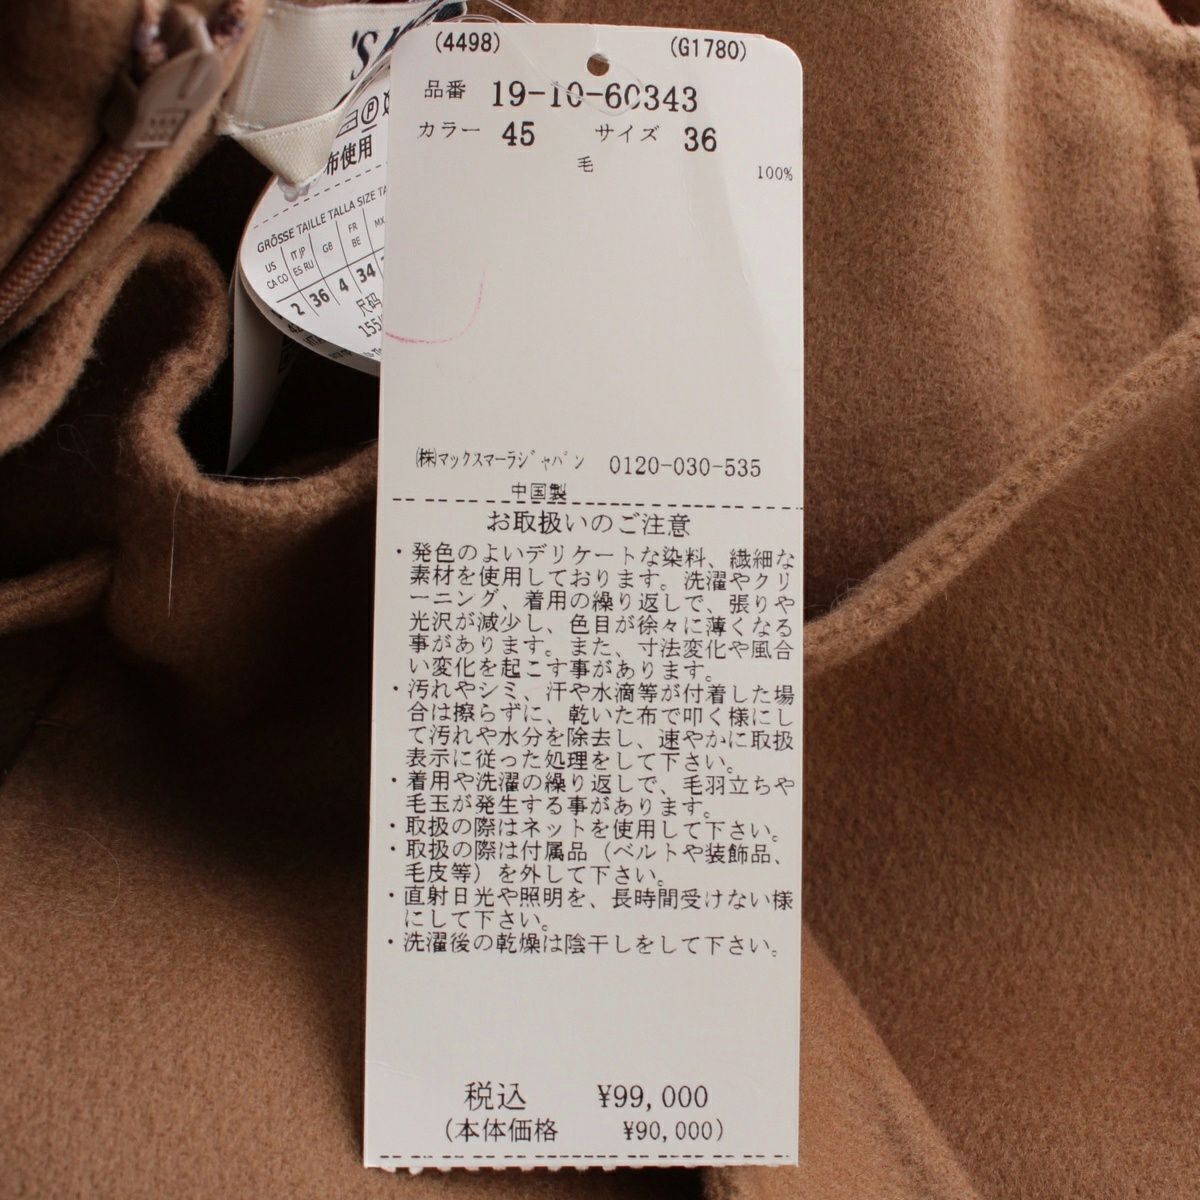 (4498) (G1780)
品番 19-10-60343
カラー 45 サイズ 36
毛 100%
㈱マックスマーラジャパン 0120-030-535
中国製
お取扱いのご注意
・発色のよいデリケートな染料、繊細な
素材を使用しております。洗濯やクリ
ーニング、着用の繰り返しで、張りや
光沢が減少し、色目が徐々に薄くなる
事があります。また、寸法変化や風合
い変化を起こす事があります。
・汚れやシミ、汗や水滴等が付着した場
合は擦らずに、乾いた布で叩く様にし
て汚れや水分を除去し、速やかに取扱
表示に従った処理をして下さい。
・着用や洗濯の繰り返しで、毛羽立ちや
毛玉が発生する事があります。
・取扱の際はネットを使用して下さい。
・取扱の際は付属品（ベルトや装飾品、
毛皮等）を外して下さい。
・直射日光や照明を、長時間受けない様
にして下さい。
・洗濯後の乾燥は陰干しをして下さい。
税込 ¥99,000
(本体価格 ¥90,000)
布使用
GRÖSSE TAILLE TALLA SIZE TA
US IT JP GB FR MX
CA CO ES RU BE
2 36 4 34
尺码